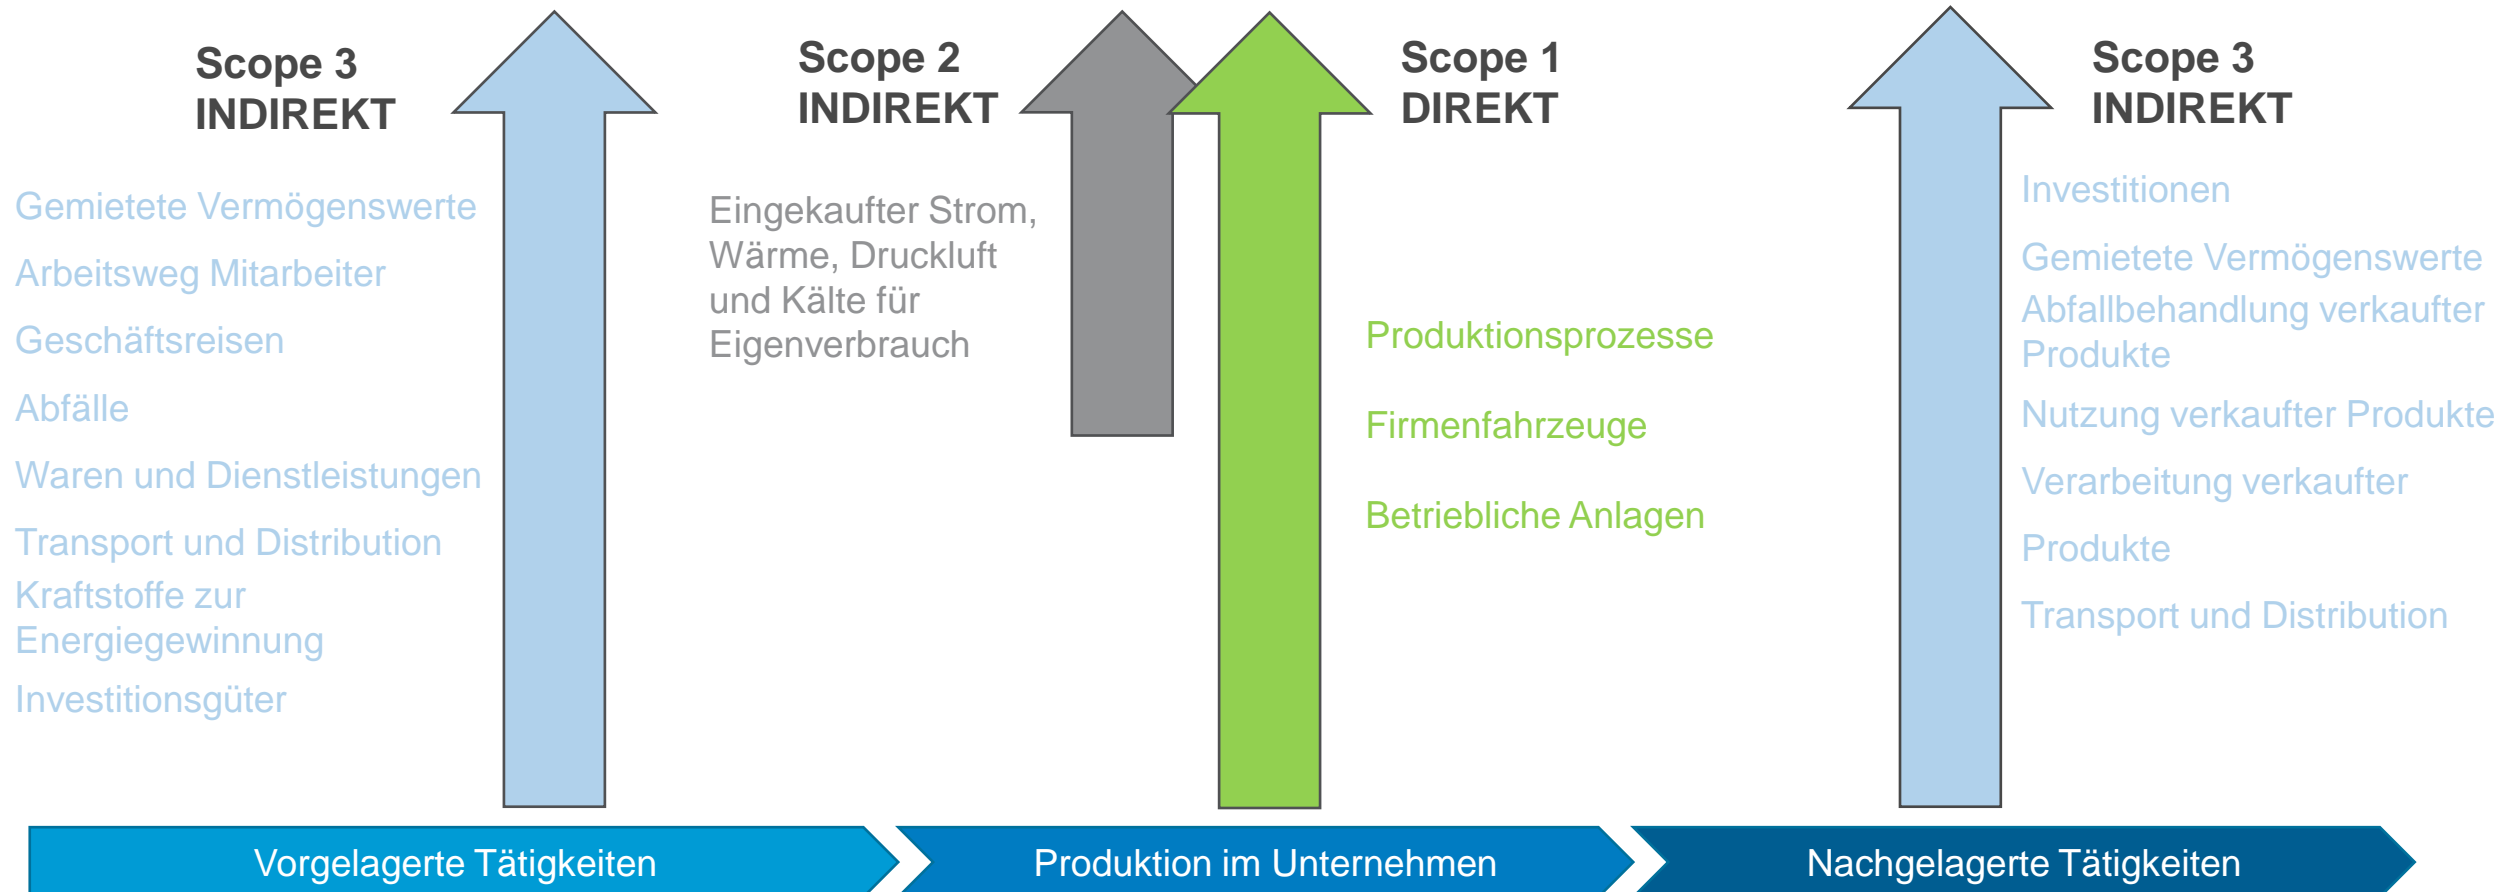 Scope 3
INDIREKT
Gemietete Vermögenswerte
Arbeitsweg Mitarbeiter
Geschäftsreisen
Abfälle
Waren und Dienstleistungen
Transport und Distribution
Kraftstoffe zur
Energiegewinnung
Investitionsgüter
Scope 2
INDIREKT
Eingekaufter Strom,
Wärme, Druckluft
und Kälte für
Eigenverbrauch
Scope 1
DIREKT
Produktionsprozesse
Firmenfahrzeuge
Betriebliche Anlagen
Scope 3
INDIREKT
Investitionen
Gemietete Vermögenswerte
Abfallbehandlung verkaufter
Produkte
Nutzung verkaufter Produkte
Verarbeitung verkaufter
Produkte
Transport und Distribution
Vorgelagerte Tätigkeiten
Produktion im Unternehmen
Nachgelagerte Tätigkeiten